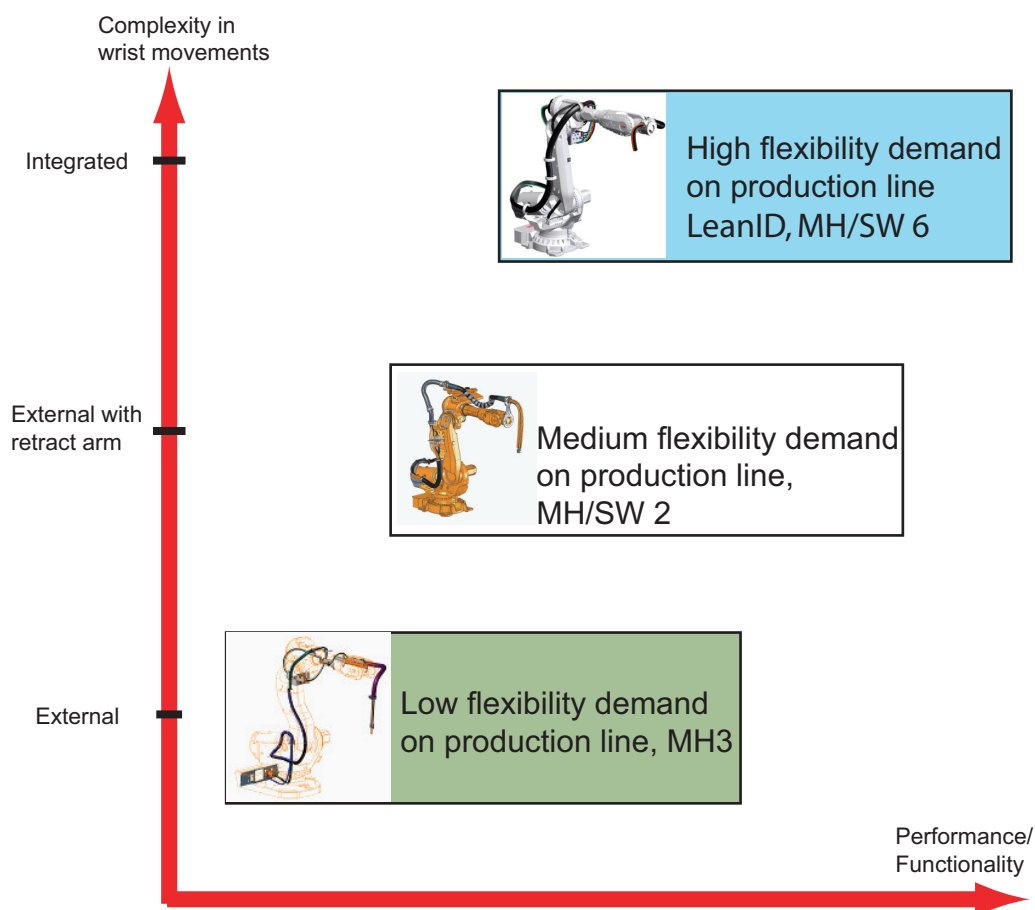 Complexity in
wrist movements
Integrated
High flexibility demand
on production line
LeanID, MH/SW 6
External with
retract arm
Medium flexibility demand
on production line,
MH/SW 2
External
Low flexibility demand
on production line, MH3
Performance/
Functionality